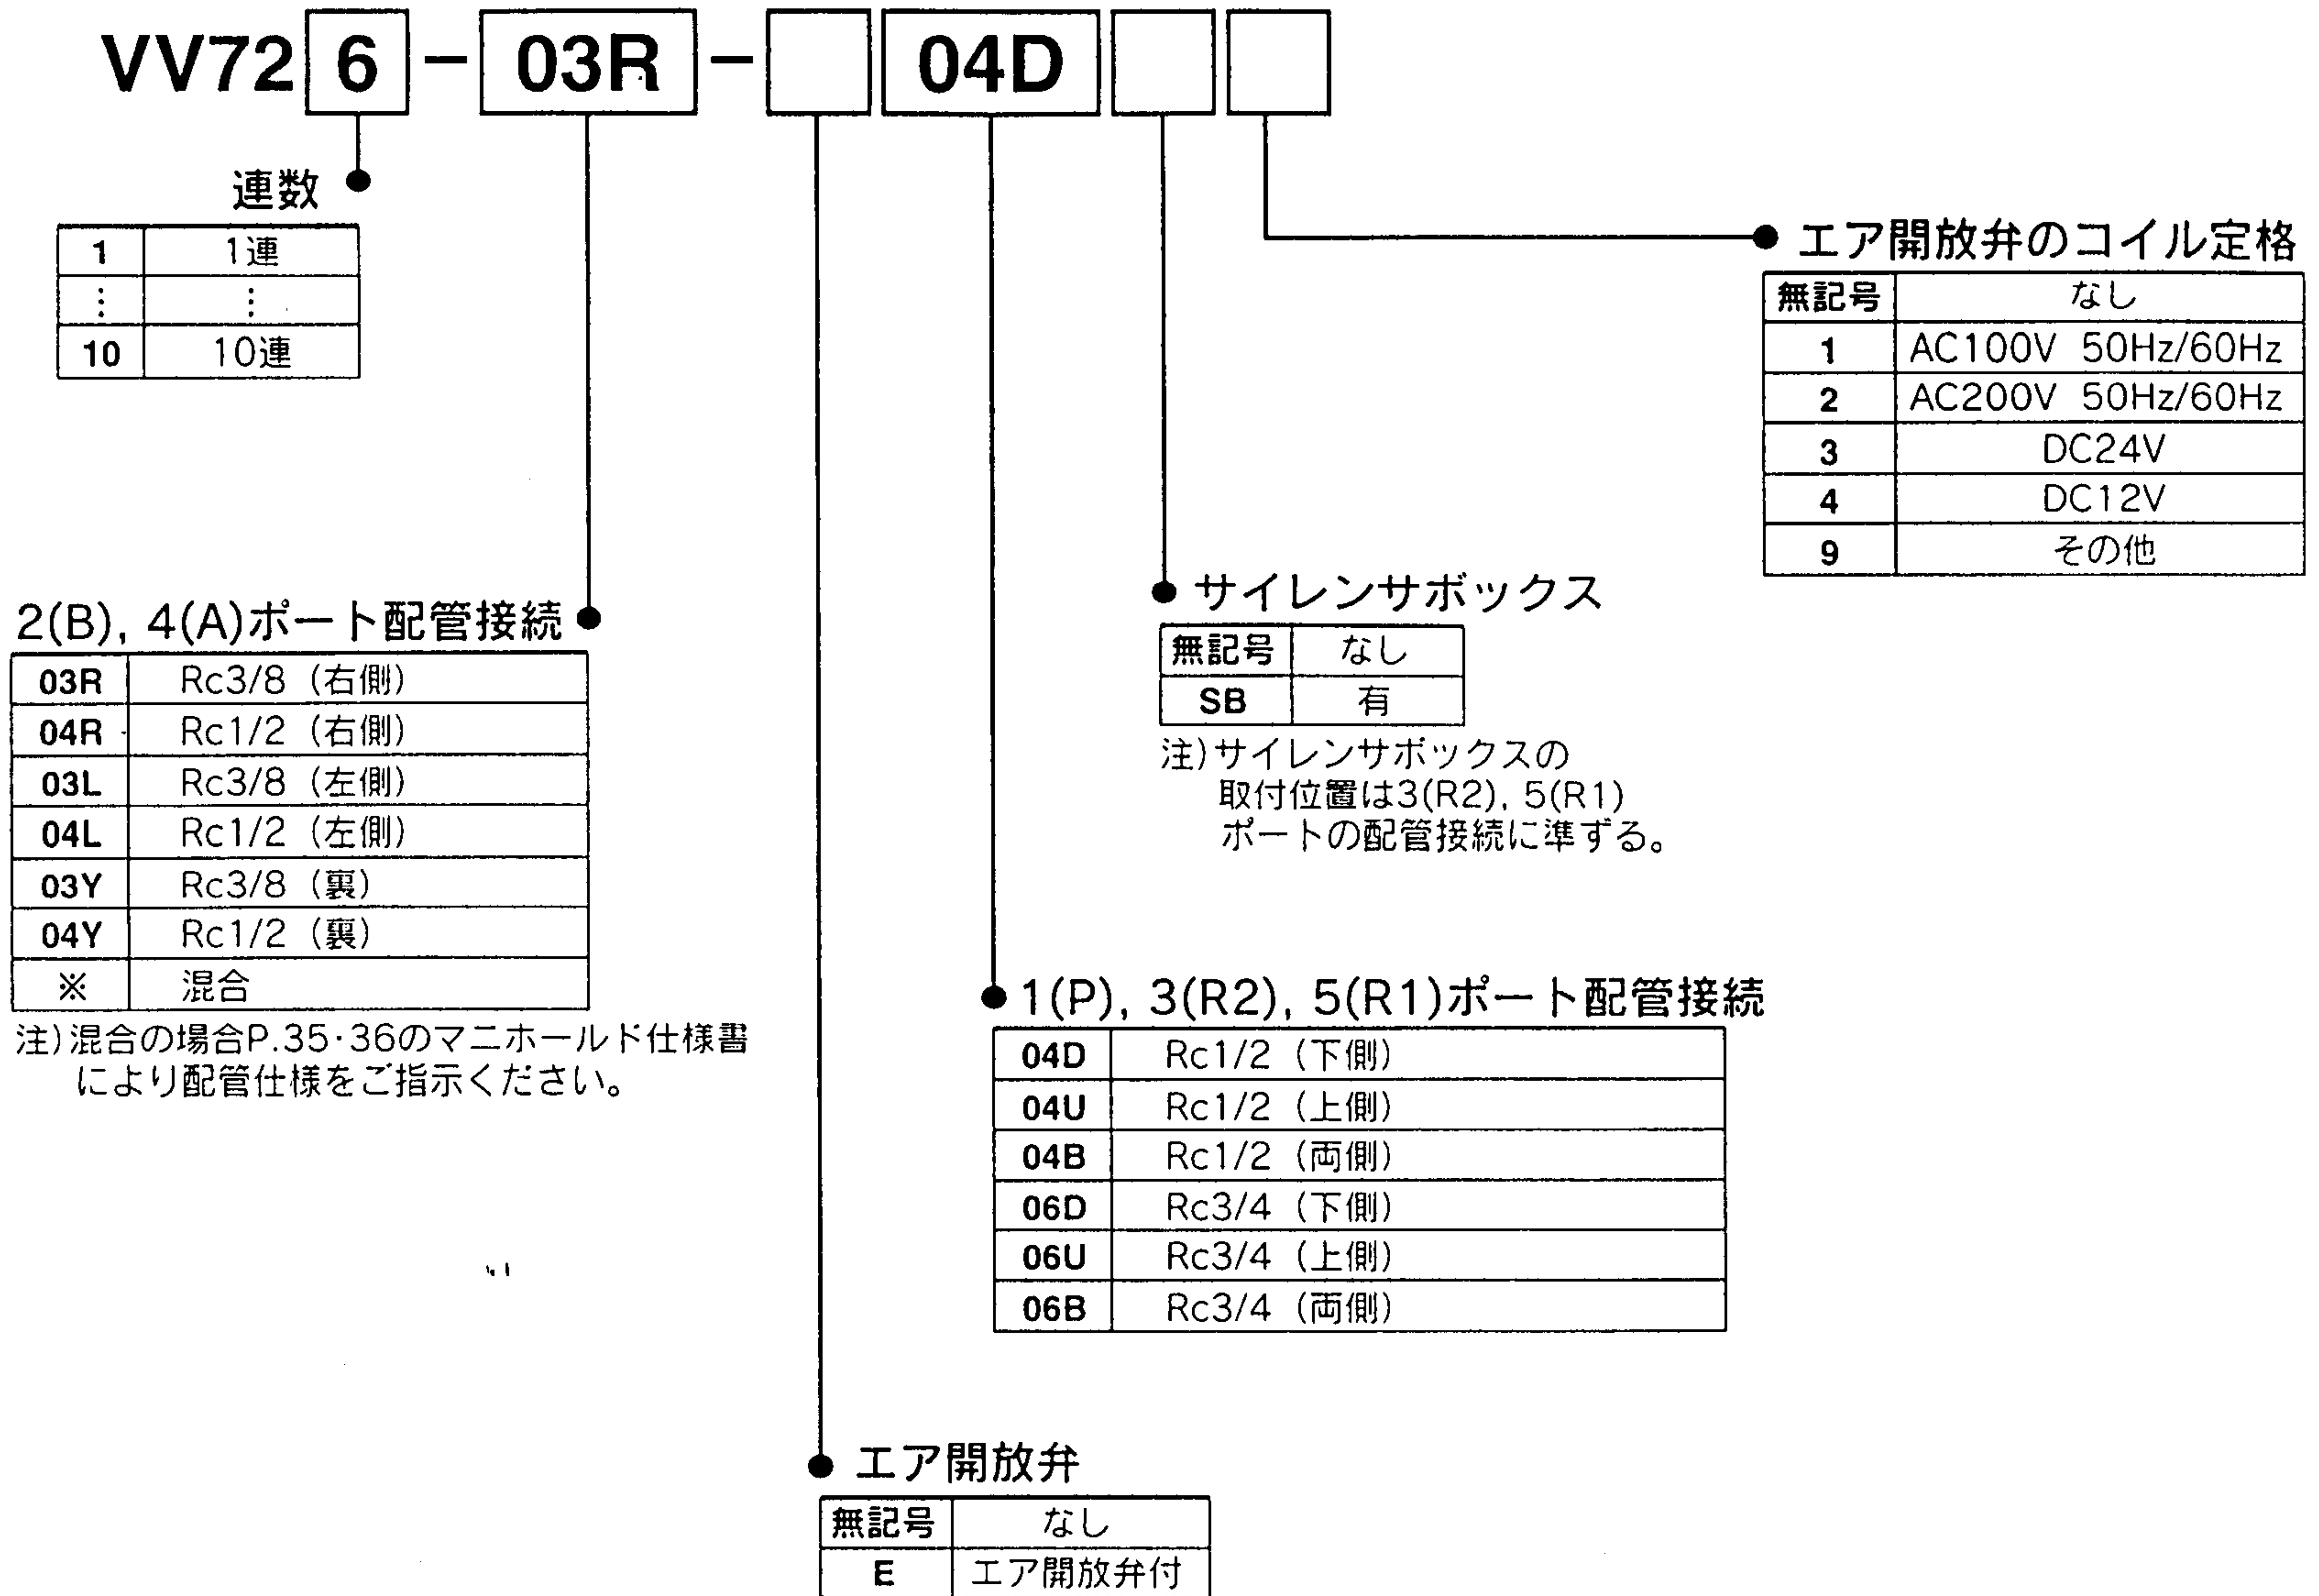 VV72 6 − 03R − 04D
連数
1 1連
⋮ ⋮
10 10連
エア開放弁のコイル定格
無記号 なし
1 AC100V 50Hz/60Hz
2 AC200V 50Hz/60Hz
3 DC24V
4 DC12V
9 その他
2(B), 4(A)ポート配管接続
03R Rc3/8 (右側)
04R Rc1/2 (右側)
03L Rc3/8 (左側)
04L Rc1/2 (左側)
03Y Rc3/8 (裏)
04Y Rc1/2 (裏)
※ 混合
注)混合の場合P.35・36のマニホールド仕様書
により配管仕様をご指示ください。
サイレンサボックス
無記号 なし
SB 有
注)サイレンサボックスの
取付位置は3(R2), 5(R1)
ポートの配管接続に準ずる。
1(P), 3(R2), 5(R1)ポート配管接続
04D Rc1/2 (下側)
04U Rc1/2 (上側)
04B Rc1/2 (両側)
06D Rc3/4 (下側)
06U Rc3/4 (上側)
06B Rc3/4 (両側)
エア開放弁
無記号 なし
E エア開放弁付